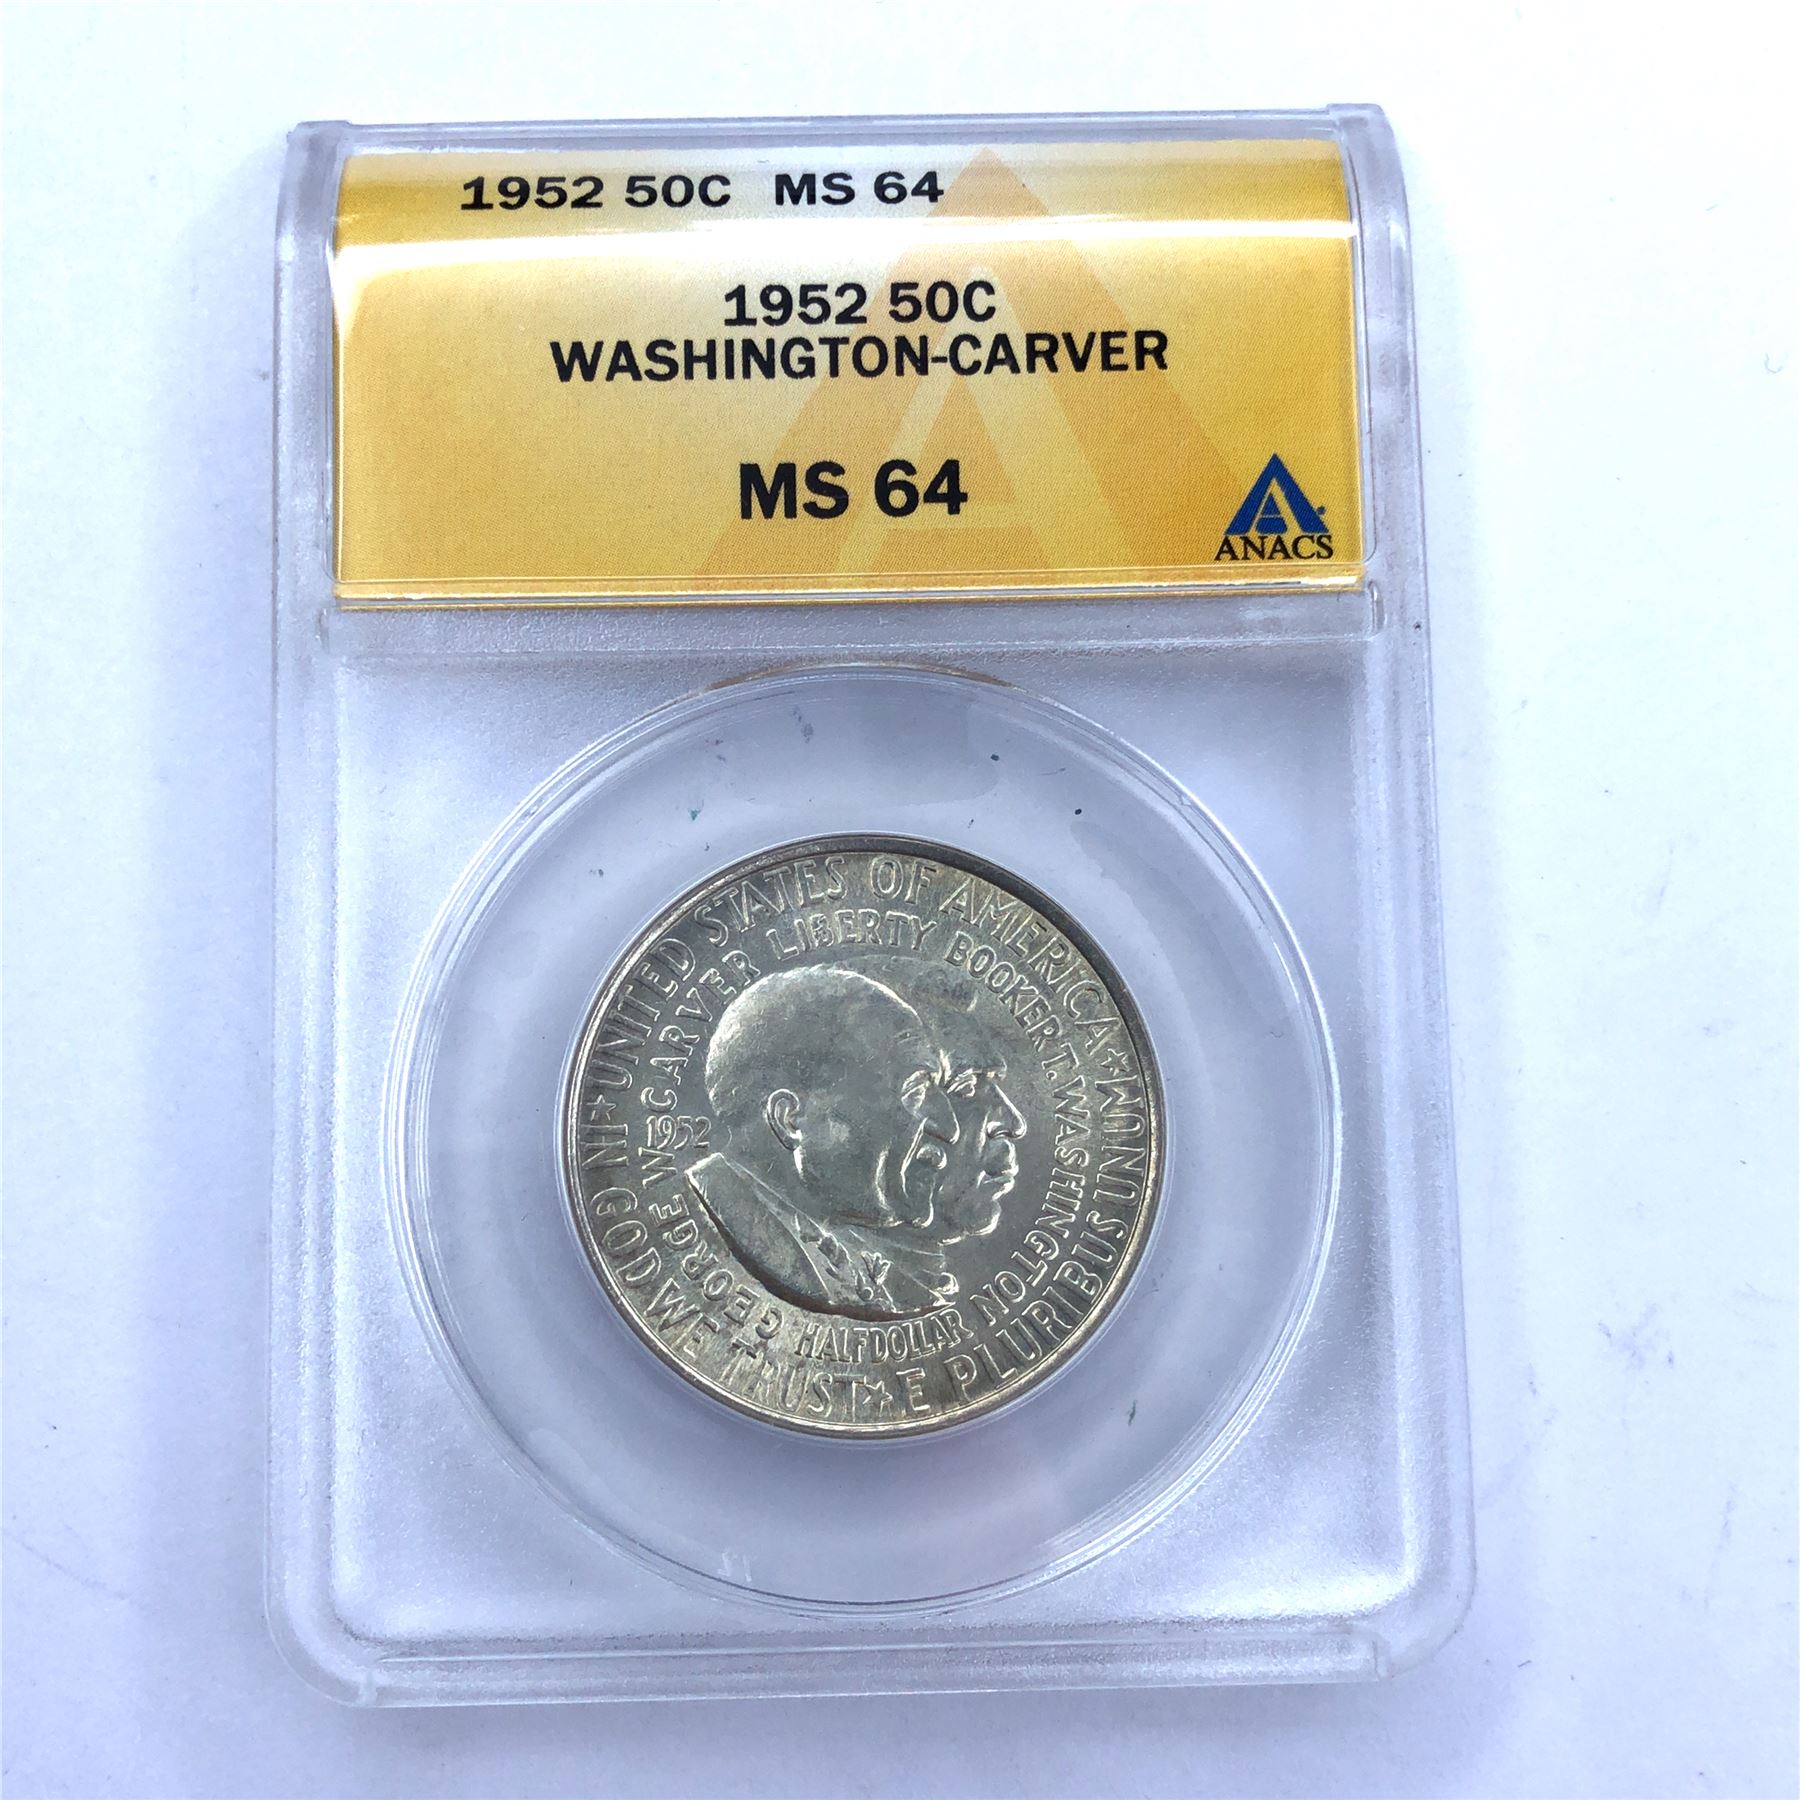 1952 50C MS 64
1952 50C
WASHINGTON-CARVER
MS 64
ANACS
UNITED STATES OF AMERICA ★ E PLURIBUS UNUM ★ IN GOD WE TRUST ★
GEORGE W CARVER LIBERTY BOOKER T. WASHINGTON
1952
HALF DOLLAR